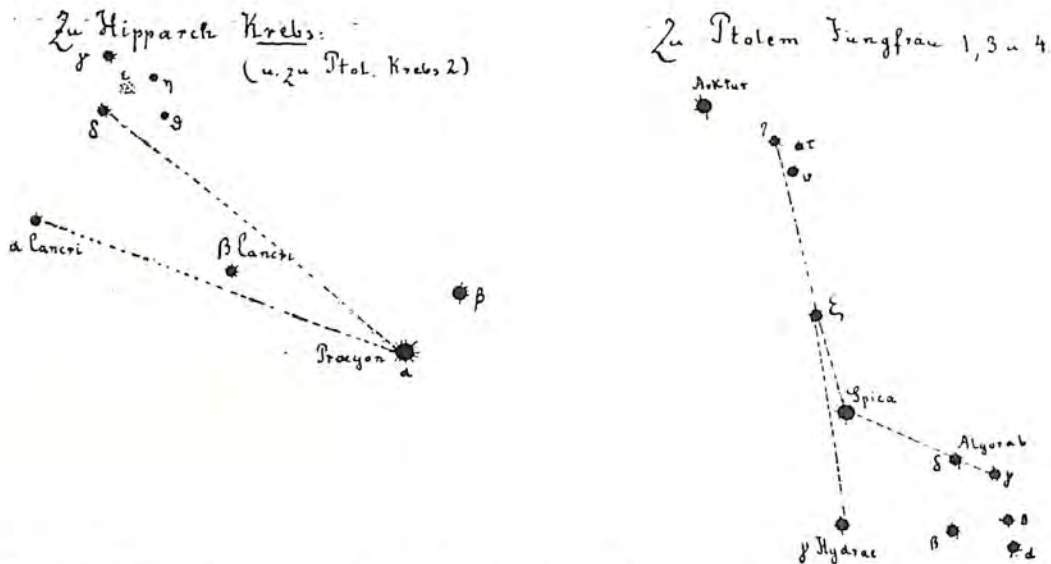 Zu Hipparch Krebs:
(u. zu Ptol. Krebs 2)
γ
ε
η
δ
ϑ
α Cancri
β Cancri
β
Procyon
α
Zu Ptolem Jungfrau 1, 3 u 4.
Arktur
τ
υ
ζ
Spica
Algorab
δ
γ
γ Hydrae
β
α